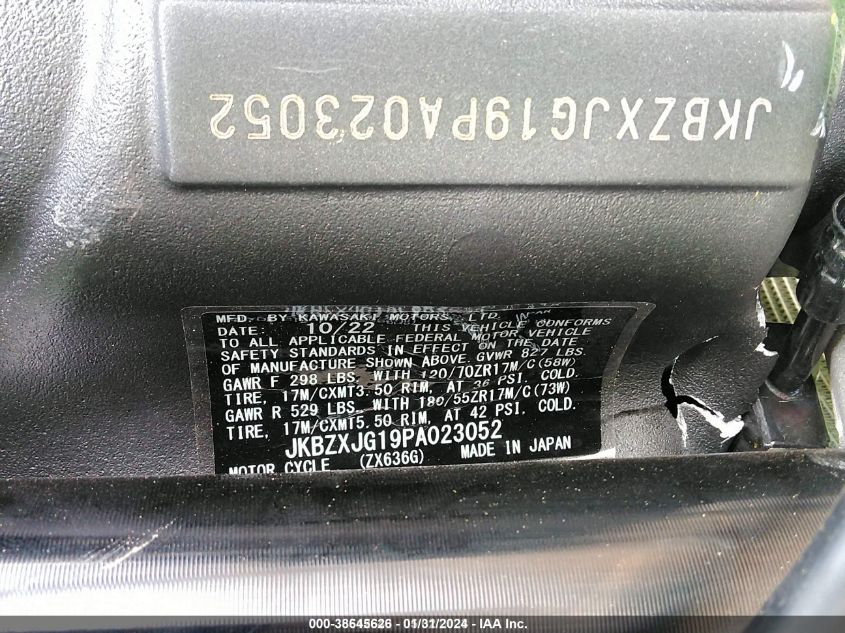 JKBZXJG19PA023052
MFD. BY KAWASAKI MOTORS, LTD. JAPAN
DATE: 10/22 THIS VEHICLE CONFORMS
TO ALL APPLICABLE FEDERAL MOTOR VEHICLE
SAFETY STANDARDS IN EFFECT ON THE DATE
OF MANUFACTURE SHOWN ABOVE. GVWR 827 LBS.
GAWR F 298 LBS. WITH 120/70ZR17M/C(58W)
TIRE, 17M/CXMT3.50 RIM, AT 36 PSI. COLD.
GAWR R 529 LBS. WITH 180/55ZR17M/C(73W)
TIRE, 17M/CXMT5.50 RIM, AT 42 PSI. COLD.
JKBZXJG19PA023052
MOTOR CYCLE (ZX636G) MADE IN JAPAN
000-38645626 - 01/31/2024 - IAA Inc.